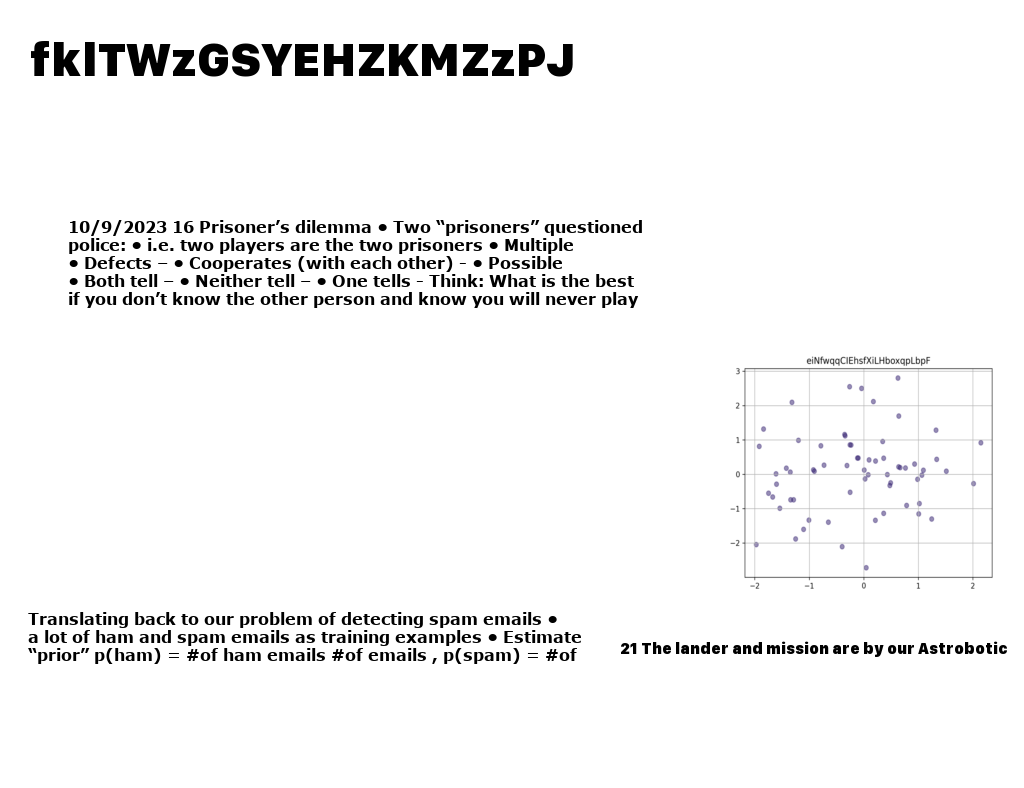 fklTWzGSYEHZKMZzPJ
10/9/2023 16 Prisoner’s dilemma • Two “prisoners” questioned
police: • i.e. two players are the two prisoners • Multiple
• Defects – • Cooperates (with each other) - • Possible
• Both tell – • Neither tell – • One tells - Think: What is the best
if you don’t know the other person and know you will never play
eiNfwqqClEhsfXiLHboxqpLbpF
3
2
1
0
−1
−2
−2 −1 0 1 2
Translating back to our problem of detecting spam emails •
a lot of ham and spam emails as training examples • Estimate
“prior” p(ham) = #of ham emails #of emails , p(spam) = #of
21 The lander and mission are by our Astrobotic